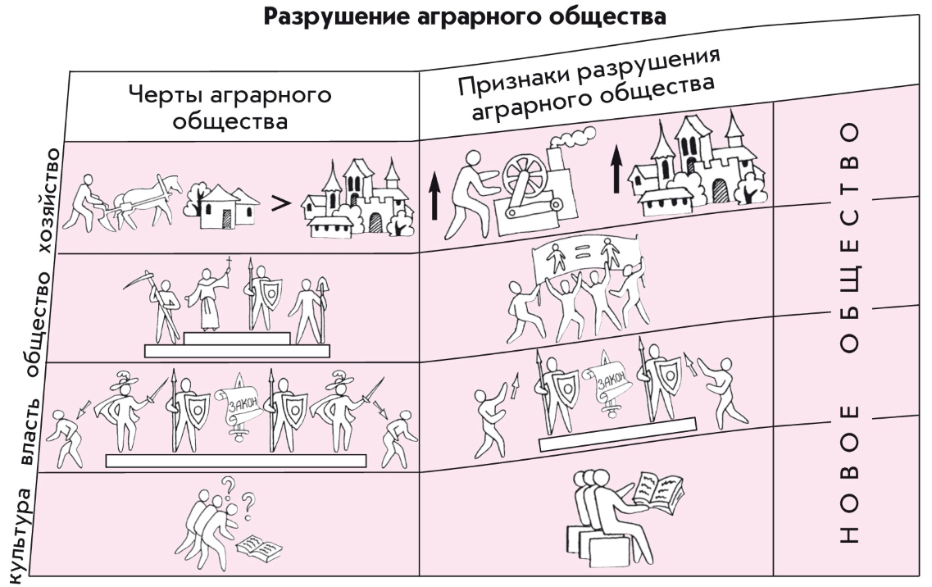 Разрушение аграрного общества
Черты аграрного
общества
Признаки разрушения
аграрного общества
хозяйство
>
общество
=
власть
ЗАКОН
ЗАКОН
культура
? ?
НОВОЕ ОБЩЕСТВО